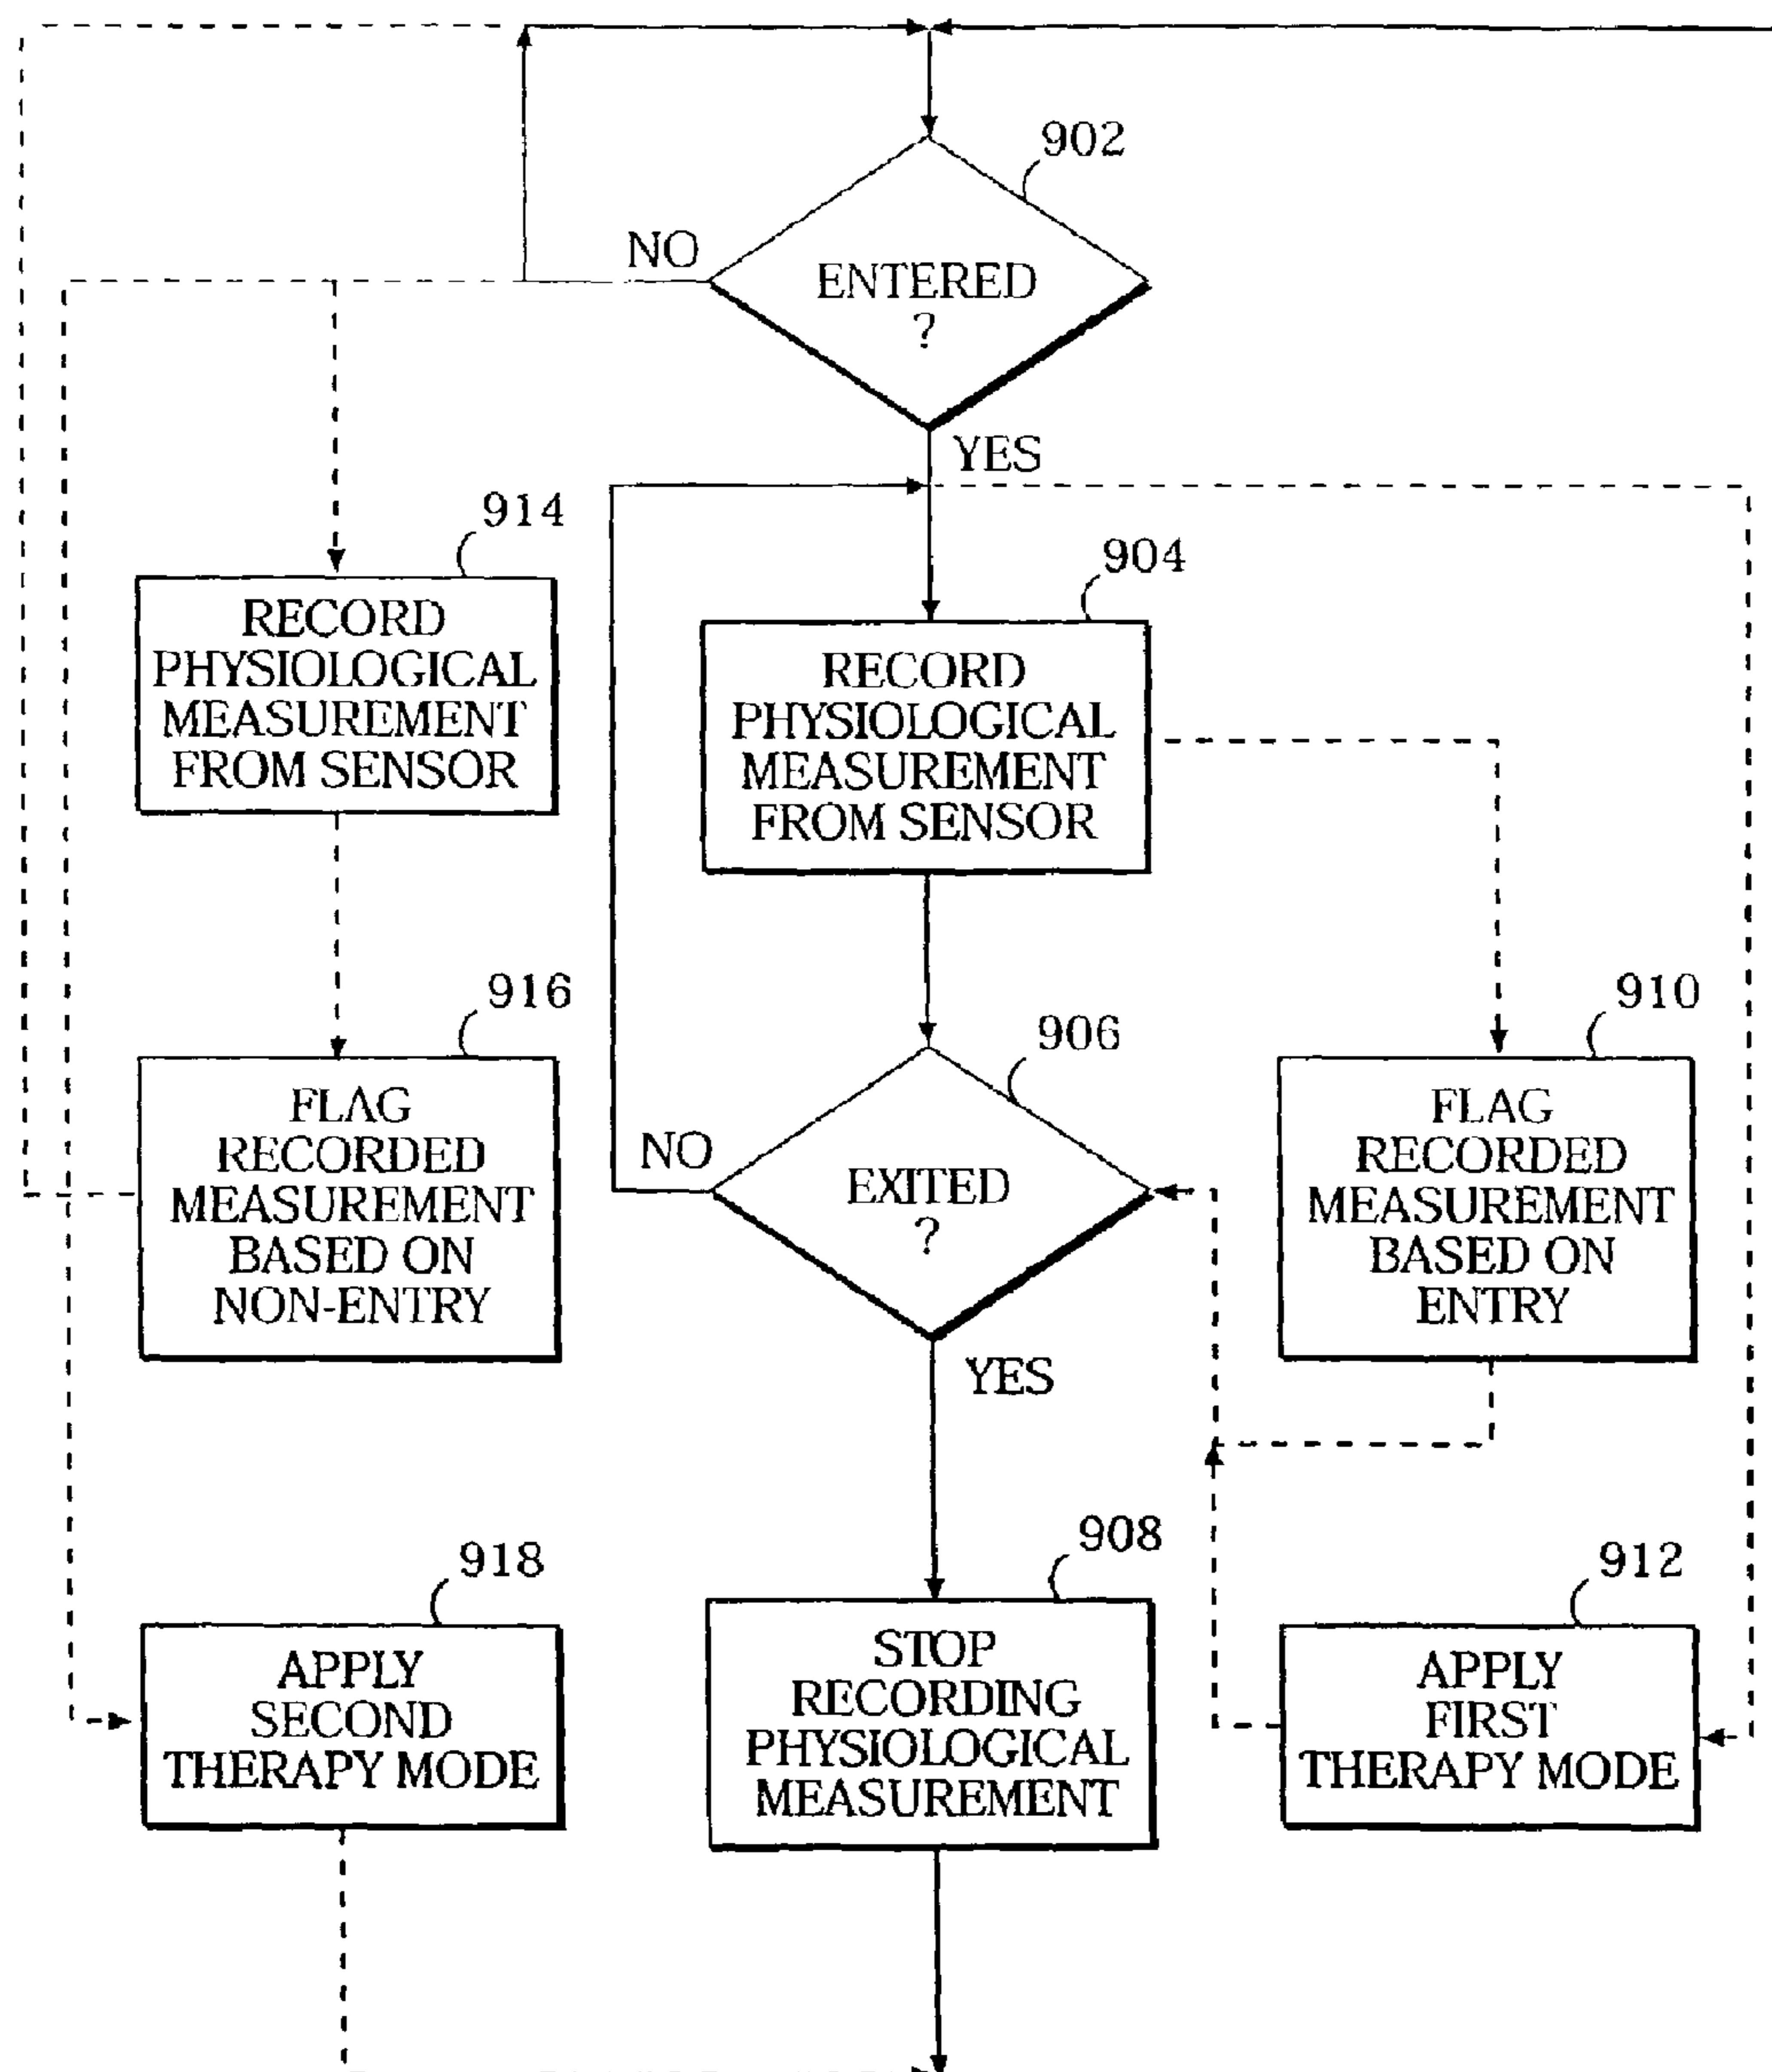 902
NO
ENTERED
?
YES
914
904
RECORD
PHYSIOLOGICAL
MEASUREMENT
FROM SENSOR
RECORD
PHYSIOLOGICAL
MEASUREMENT
FROM SENSOR
916
906
910
FLAG
RECORDED
MEASUREMENT
BASED ON
NON-ENTRY
NO
EXITED
?
YES
FLAG
RECORDED
MEASUREMENT
BASED ON
ENTRY
918
908
912
APPLY
SECOND
THERAPY MODE
STOP
RECORDING
PHYSIOLOGICAL
MEASUREMENT
APPLY
FIRST
THERAPY MODE